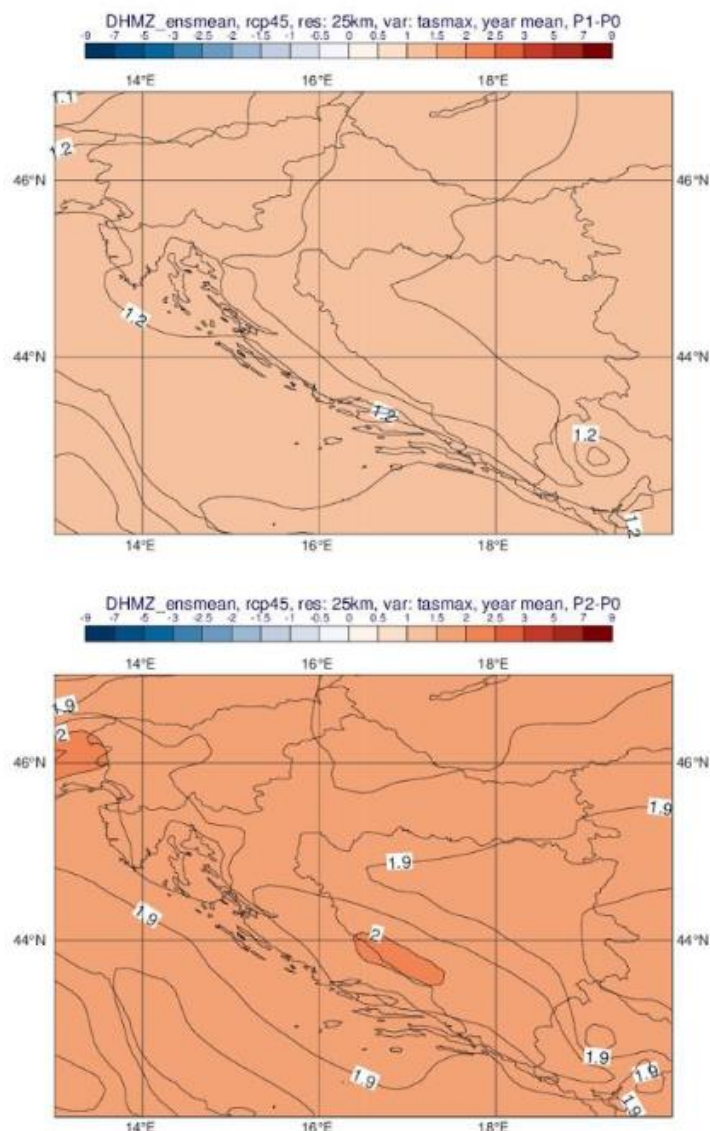 DHMZ_ensmean, rcp45, res: 25km, var: tasmax, year mean, P1-P0
-9 -7 -5 -3 -2.5 -2 -1.5 -1 -0.5 0 0.5 1 1.5 2 2.5 3 5 7 9
14°E 16°E 18°E
1.1
1.2
46°N 46°N
1.2
44°N 44°N
1.2
1.2
1.2
14°E 16°E 18°E
DHMZ_ensmean, rcp45, res: 25km, var: tasmax, year mean, P2-P0
-9 -7 -5 -3 -2.5 -2 -1.5 -1 -0.5 0 0.5 1 1.5 2 2.5 3 5 7 9
14°E 16°E 18°E
1.9
2
46°N 46°N
1.9
1.9
1.9
2
44°N 44°N
1.9
1.9
1.9
1.9
14°E 16°E 18°E